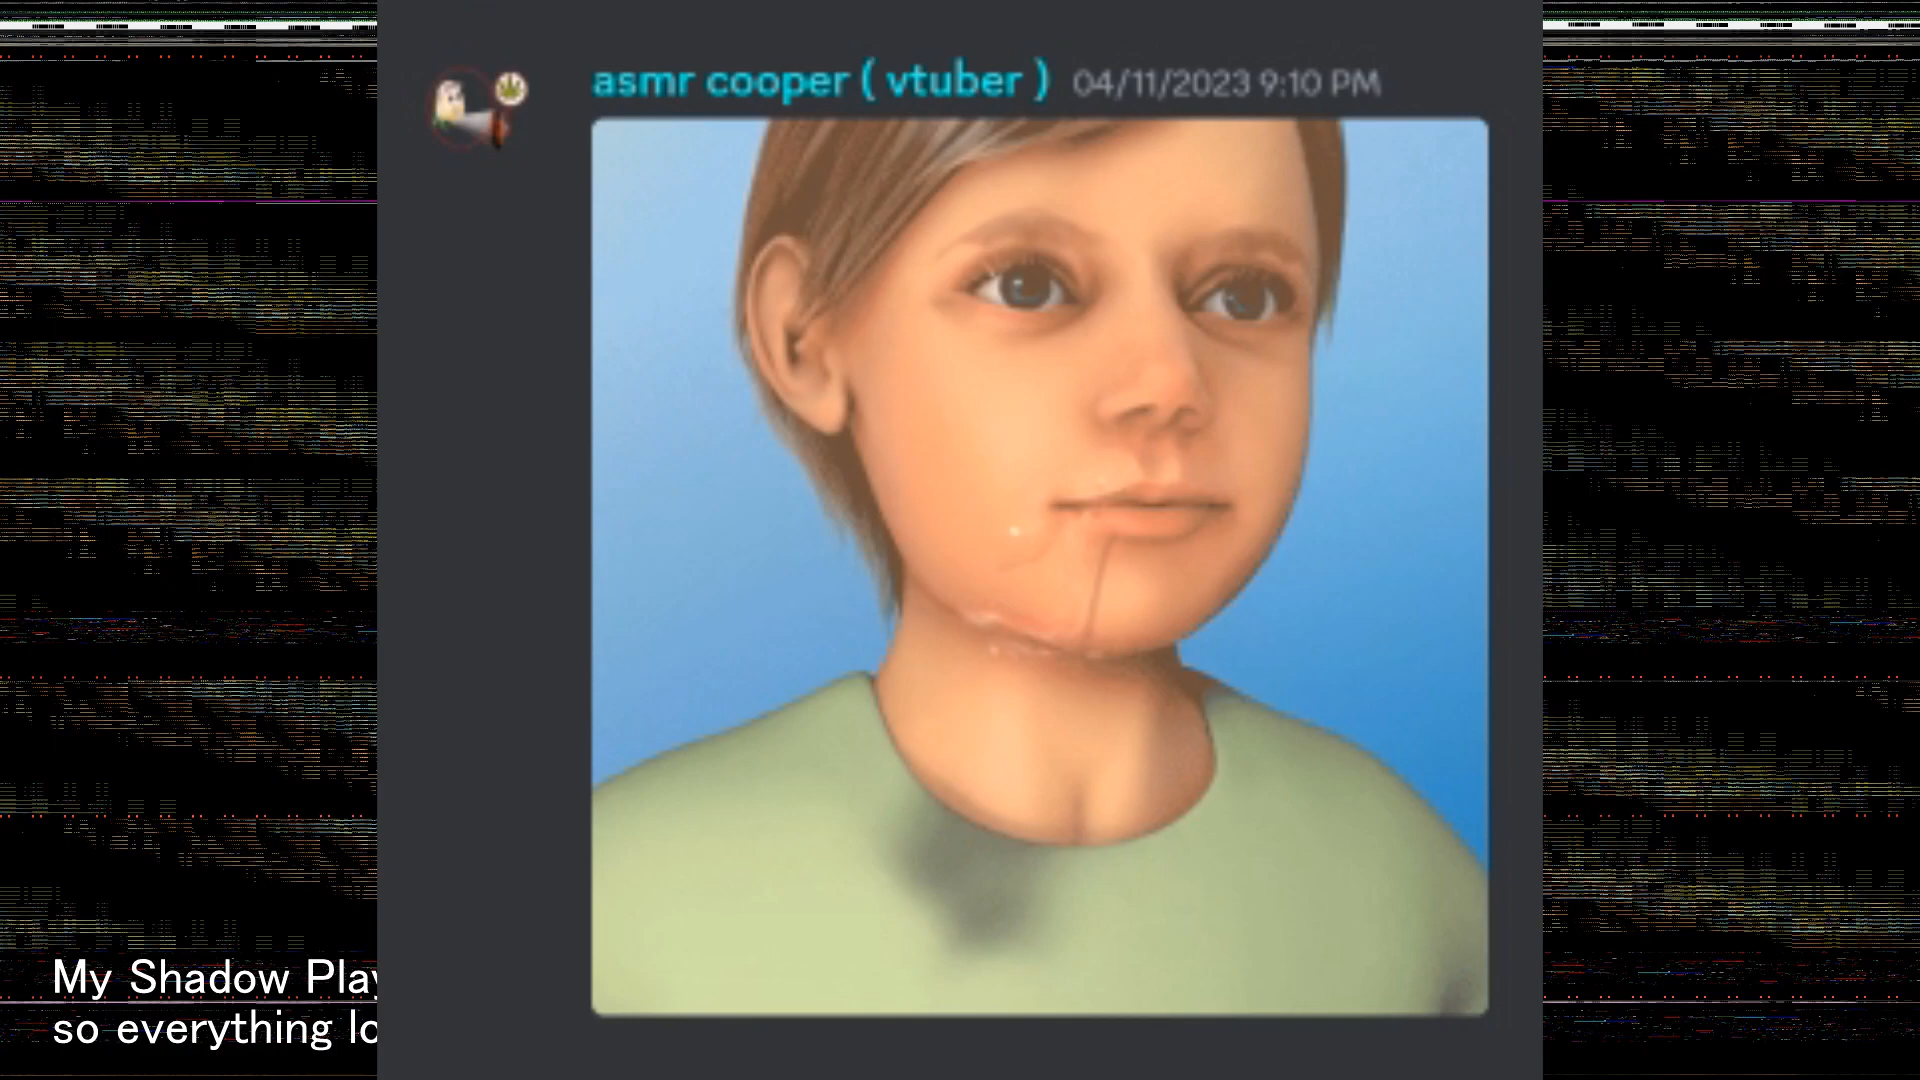 asmr cooper ( vtuber ) 04/11/2023 9:10 PM
My Shadow Play
so everything lo